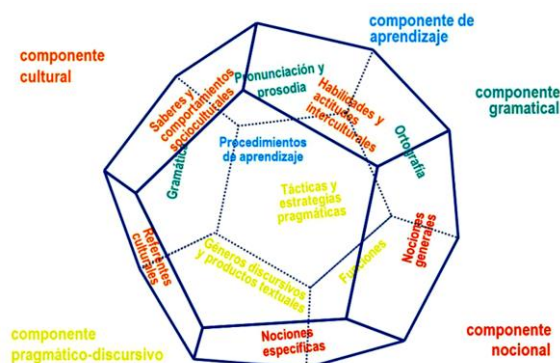 componente de
aprendizaje
componente
cultural
Pronunciación y
prosodia
Habilidades y
actitudes
interculturales
componente
gramatical
Saberes y
comportamientos
socioculturales
Ortografía
Procedimientos
de aprendizaje
Gramática
Tácticas y
estrategias
pragmáticas
Referentes
culturales
Géneros discursivos
y productos textuales
Funciones
Nociones
generales
Nociones
específicas
componente
pragmático-discursivo
componente
nocional